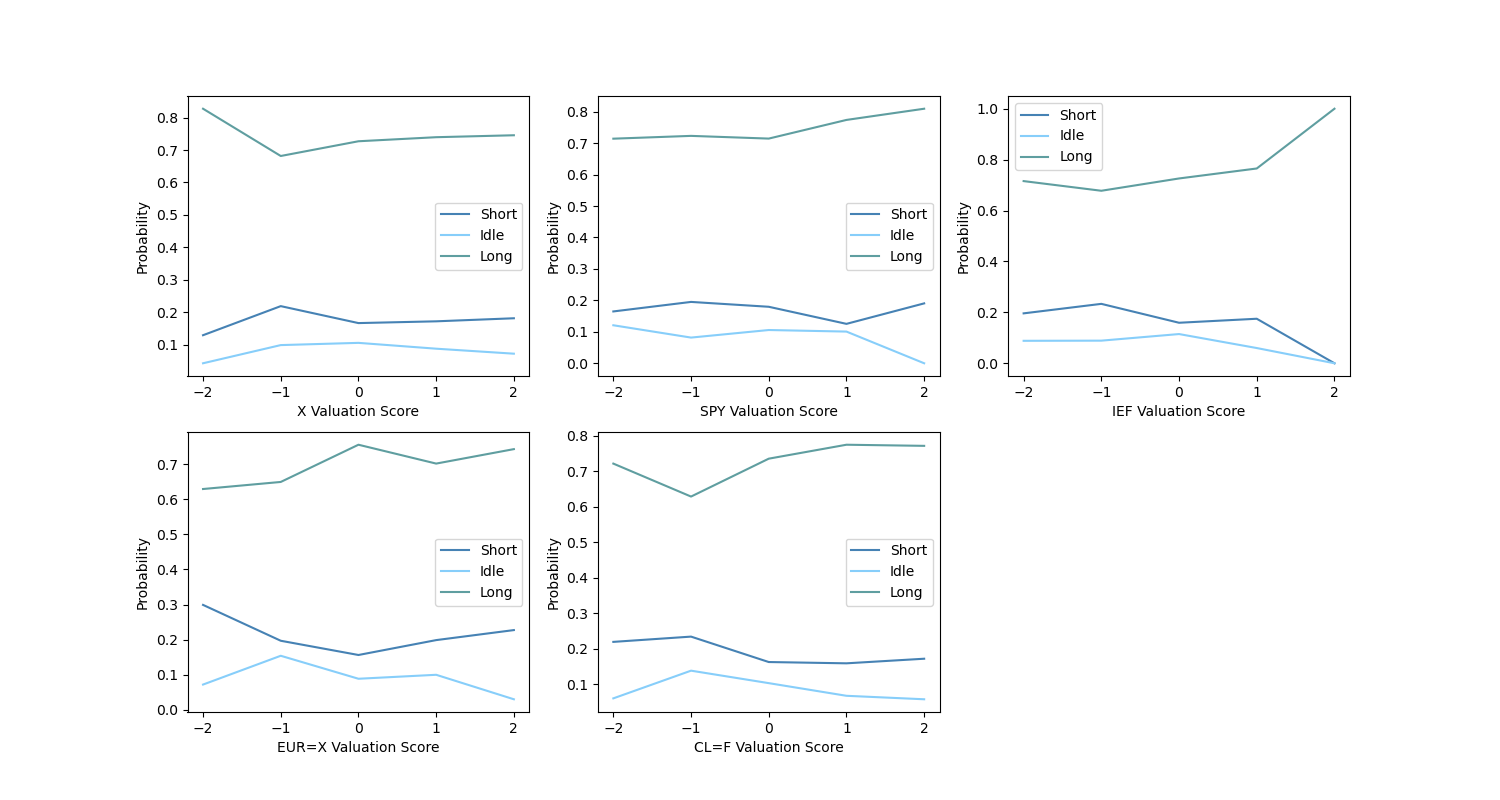 0.8
0.7
0.6
0.5
0.4
0.3
0.2
0.1
Probability
Short
Idle
Long
−2 −1 0 1 2
X Valuation Score
0.8
0.7
0.6
0.5
0.4
0.3
0.2
0.1
0.0
Probability
Short
Idle
Long
−2 −1 0 1 2
SPY Valuation Score
1.0
0.8
0.6
0.4
0.2
0.0
Probability
Short
Idle
Long
−2 −1 0 1 2
IEF Valuation Score
0.7
0.6
0.5
0.4
0.3
0.2
0.1
0.0
Probability
Short
Idle
Long
−2 −1 0 1 2
EUR=X Valuation Score
0.8
0.7
0.6
0.5
0.4
0.3
0.2
0.1
Probability
Short
Idle
Long
−2 −1 0 1 2
CL=F Valuation Score